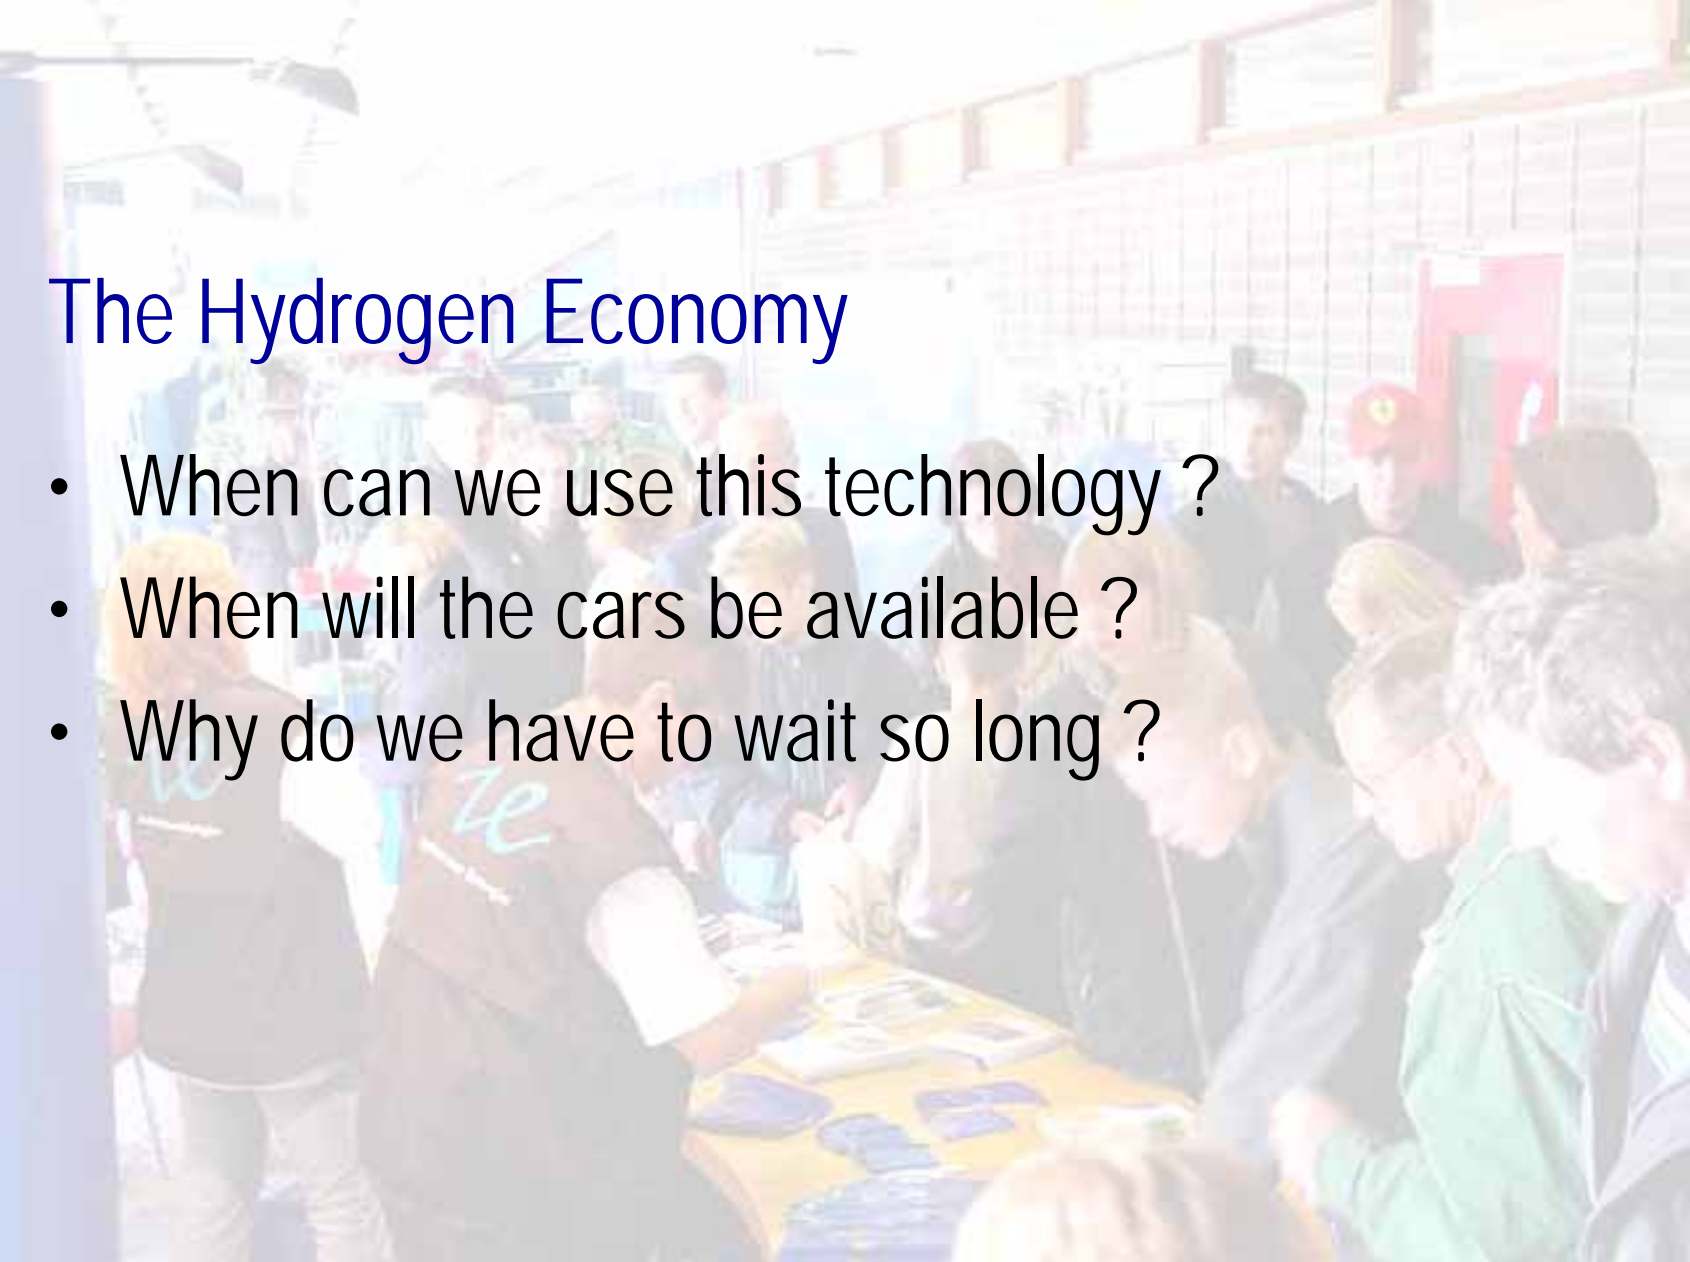 The Hydrogen Economy
• When can we use this technology ?
• When will the cars be available ?
• Why do we have to wait so long ?
ze